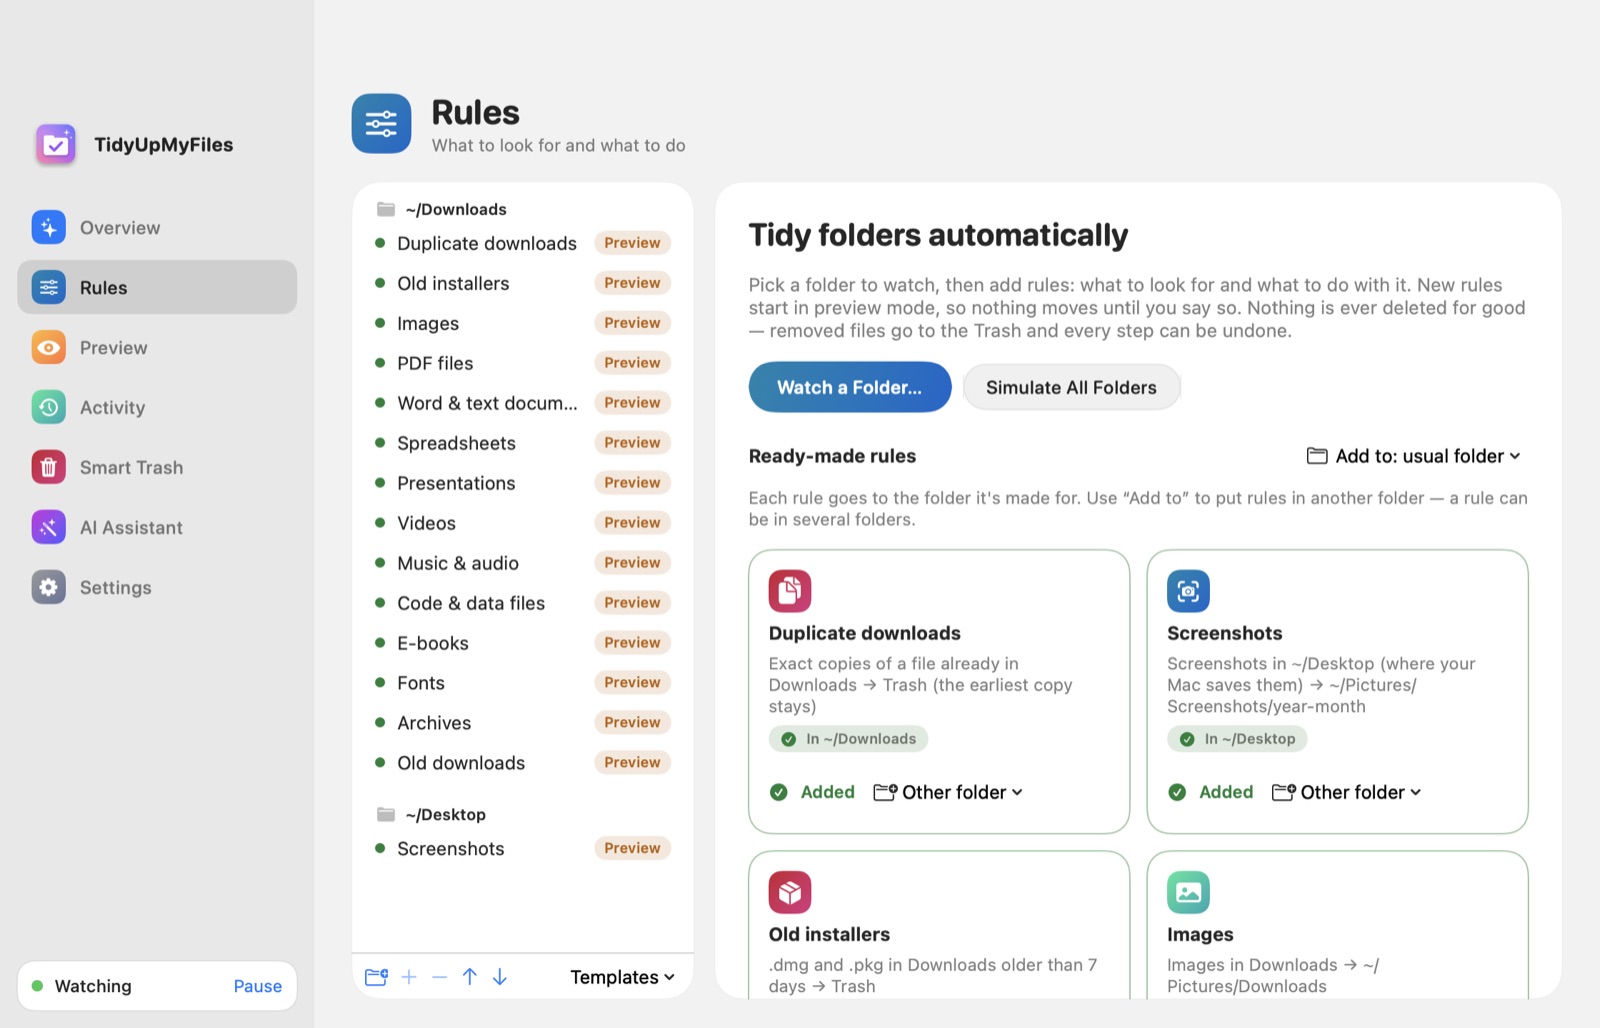 TidyUpMyFiles
Overview
Rules
Preview
Activity
Smart Trash
AI Assistant
Settings
Watching
Pause
Rules
What to look for and what to do
~/Downloads
Duplicate downloads Preview
Old installers Preview
Images Preview
PDF files Preview
Word & text docum... Preview
Spreadsheets Preview
Presentations Preview
Videos Preview
Music & audio Preview
Code & data files Preview
E-books Preview
Fonts Preview
Archives Preview
Old downloads Preview
~/Desktop
Screenshots Preview
Templates
Tidy folders automatically
Pick a folder to watch, then add rules: what to look for and what to do with it. New rules
start in preview mode, so nothing moves until you say so. Nothing is ever deleted for good
— removed files go to the Trash and every step can be undone.
Watch a Folder...
Simulate All Folders
Ready-made rules
Add to: usual folder
Each rule goes to the folder it's made for. Use “Add to” to put rules in another folder — a rule can
be in several folders.
Duplicate downloads
Exact copies of a file already in
Downloads → Trash (the earliest copy
stays)
In ~/Downloads
Added
Other folder
Screenshots
Screenshots in ~/Desktop (where your
Mac saves them) → ~/Pictures/
Screenshots/year-month
In ~/Desktop
Added
Other folder
Old installers
.dmg and .pkg in Downloads older than 7
days → Trash
Images
Images in Downloads → ~/
Pictures/Downloads